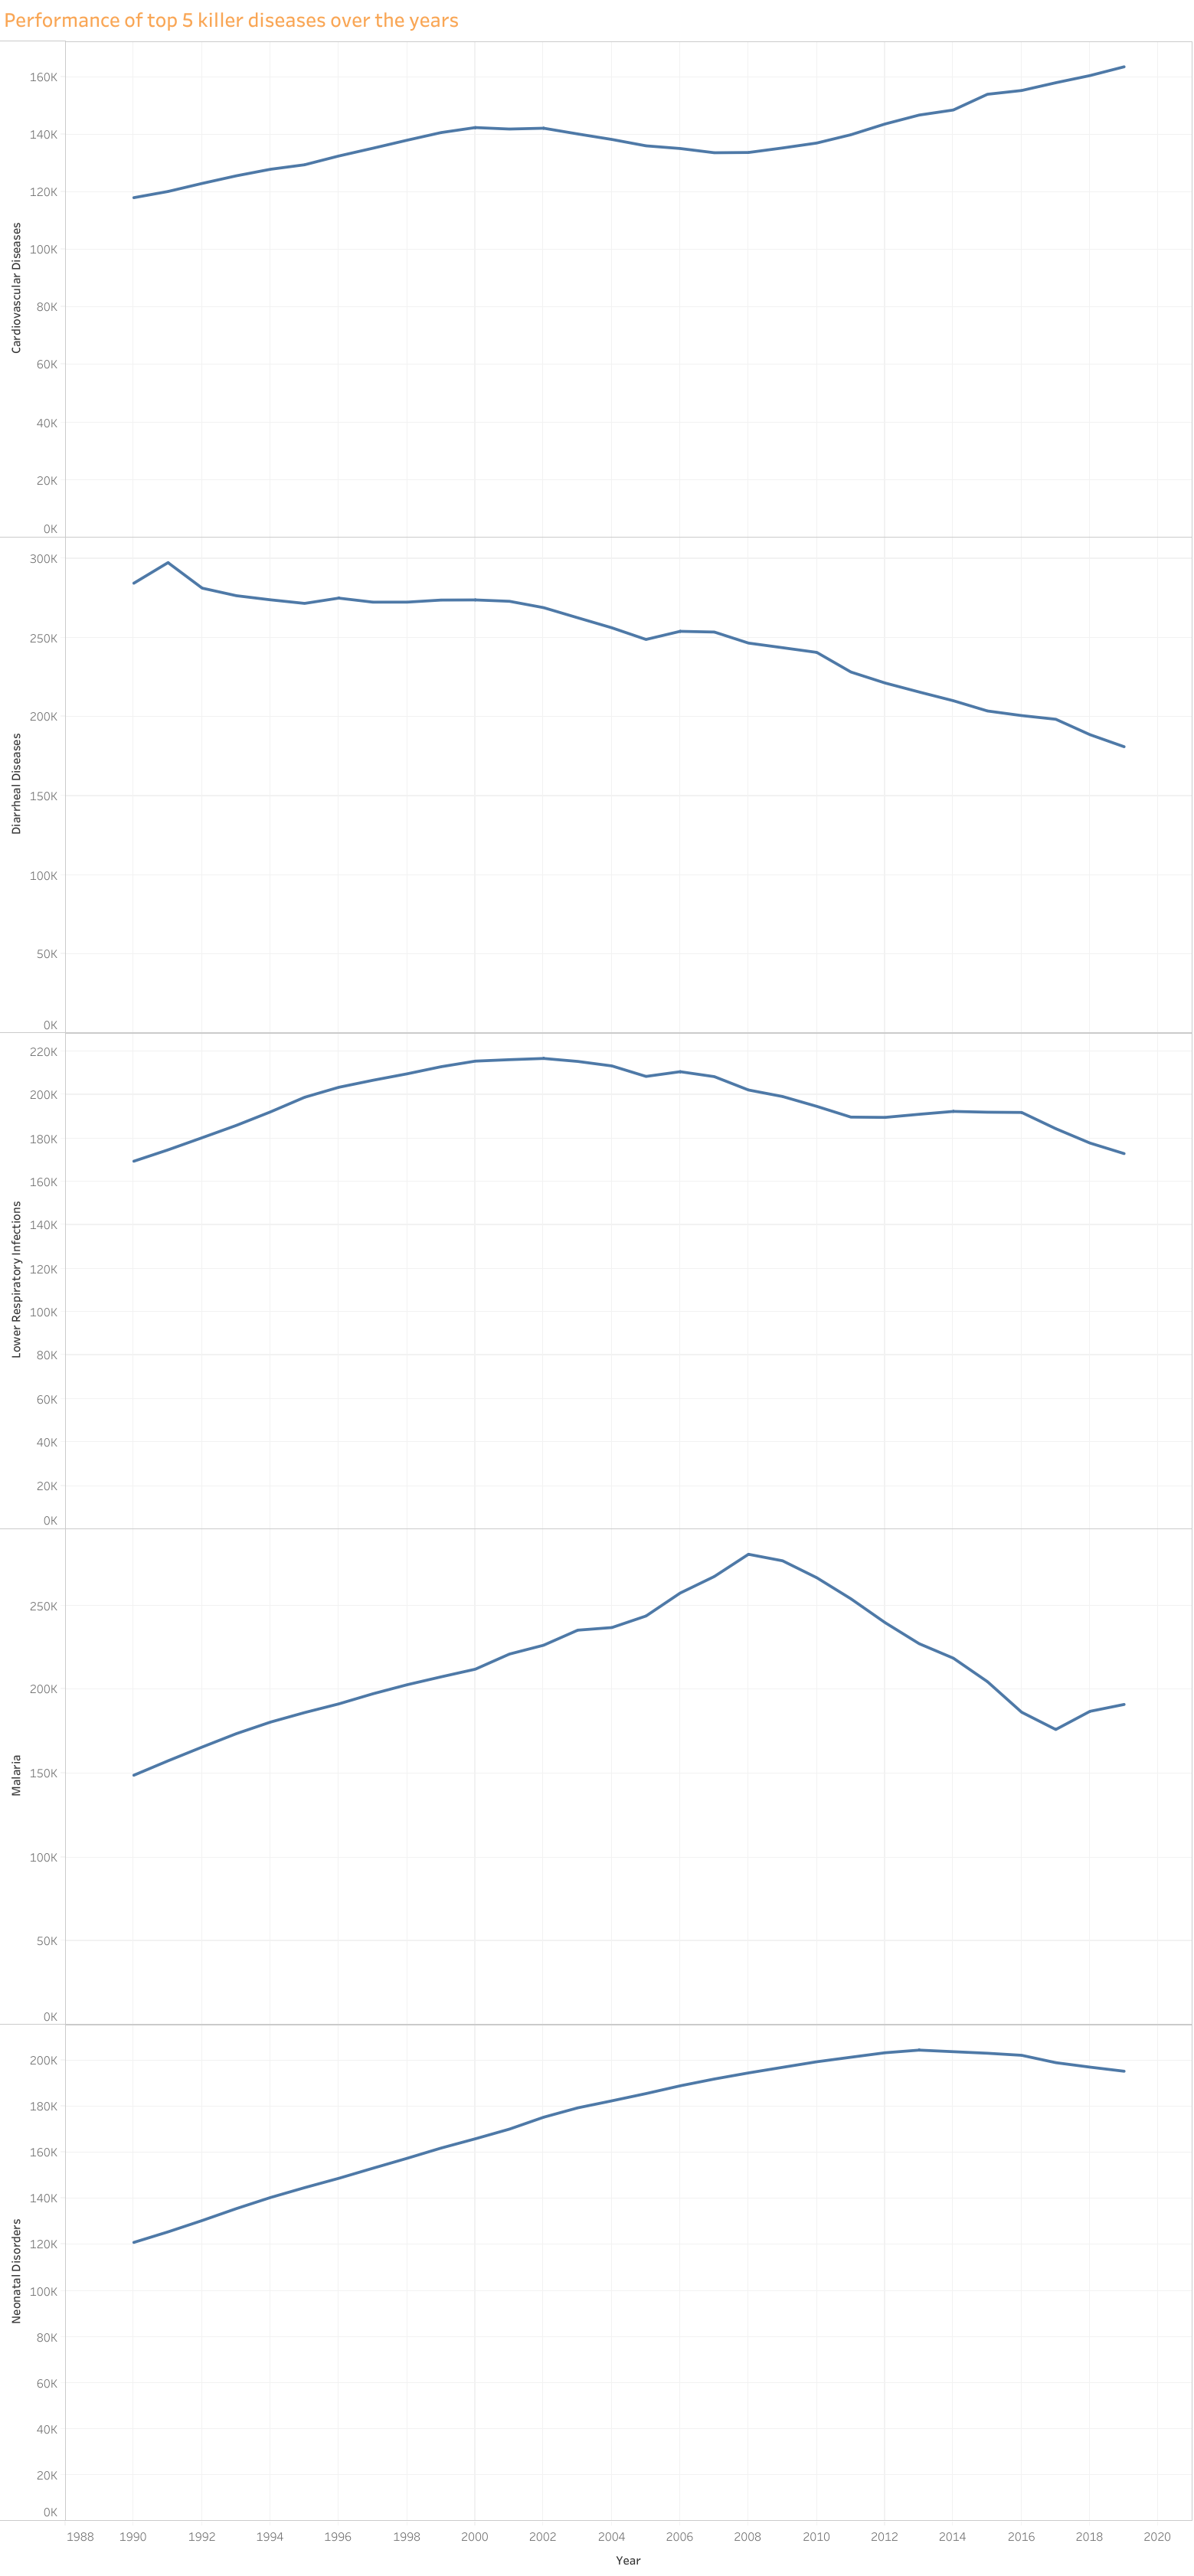 Performance of top 5 killer diseases over the years
160K
140K
120K
100K
80K
60K
40K
20K
0K
Cardiovascular Diseases
300K
250K
200K
150K
100K
50K
0K
Diarrheal Diseases
220K
200K
180K
160K
140K
120K
100K
80K
60K
40K
20K
0K
Lower Respiratory Infections
250K
200K
150K
100K
50K
0K
Malaria
200K
180K
160K
140K
120K
100K
80K
60K
40K
20K
0K
Neonatal Disorders
1988 1990 1992 1994 1996 1998 2000 2002 2004 2006 2008 2010 2012 2014 2016 2018 2020
Year